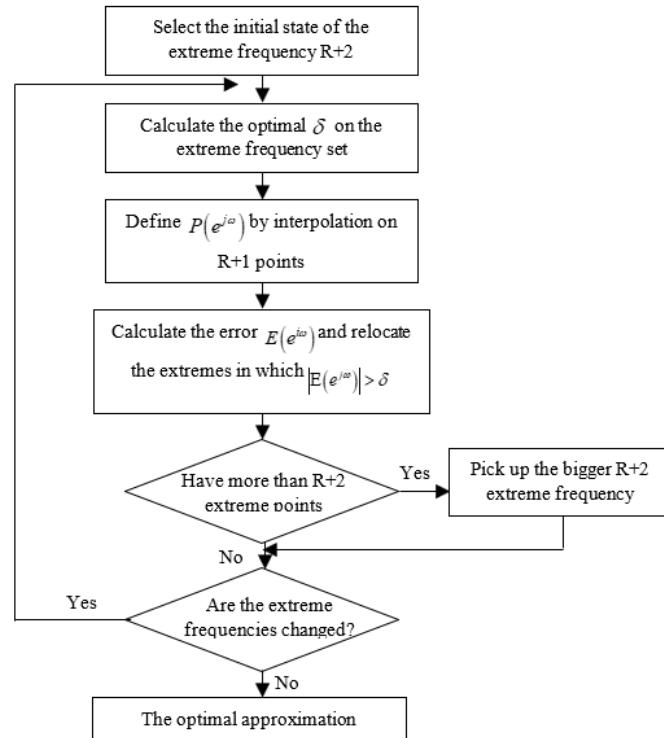 Select the initial state of the
extreme frequency R+2
Calculate the optimal δ on the
extreme frequency set
Define P(e^{jω}) by interpolation on
R+1 points
Calculate the error E(e^{jω}) and relocate
the extremes in which |E(e^{jω})| > δ
Have more than R+2
extreme points
Yes
Pick up the bigger R+2
extreme frequency
No
Yes
Are the extreme
frequencies changed?
No
The optimal approximation